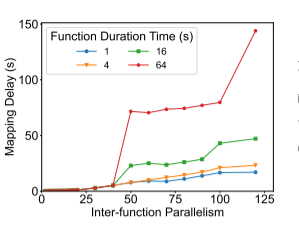 150
Function Duration Time (s)
1 16
4 64
100
50
0
Mapping Delay (s)
0 25 50 75 100 125
Inter-function Parallelism